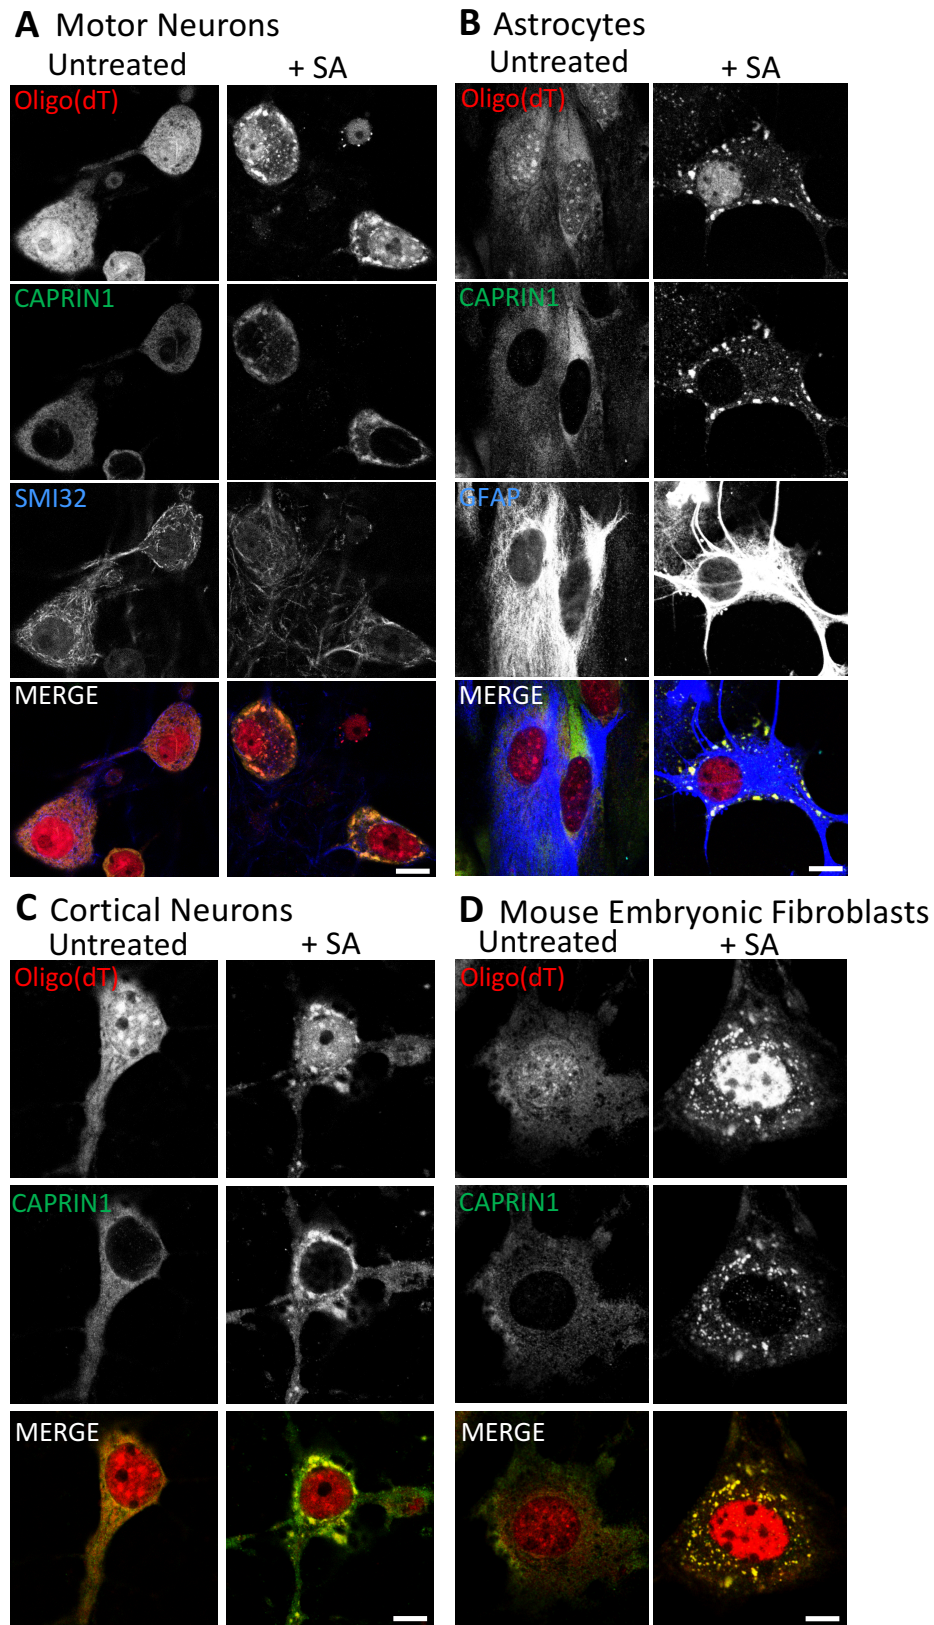 A Motor Neurons
Untreated
+ SA
Oligo(dT)
CAPRIN1
SMI32
MERGE
B Astrocytes
Untreated
+ SA
Oligo(dT)
CAPRIN1
GFAP
MERGE
C Cortical Neurons
Untreated
+ SA
Oligo(dT)
CAPRIN1
MERGE
D Mouse Embryonic Fibroblasts
Untreated
+ SA
Oligo(dT)
CAPRIN1
MERGE